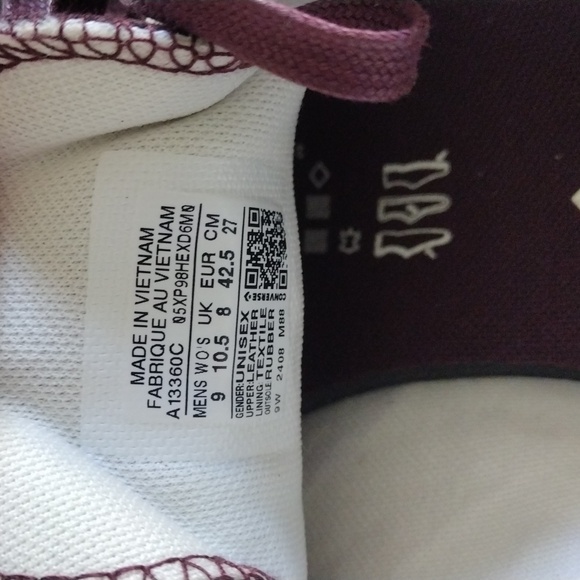 MADE IN VIETNAM
FABRIQUE AU VIETNAM
A13360C 05XP98HEXD6M0
MENS WO'S UK EUR CM
9 10.5 8 42.5 27
GENDER:UNISEX
UPPER:LEATHER
LINING:TEXTILE
OUTSOLE:RUBBER
9W 2408 M88
CONVERSE